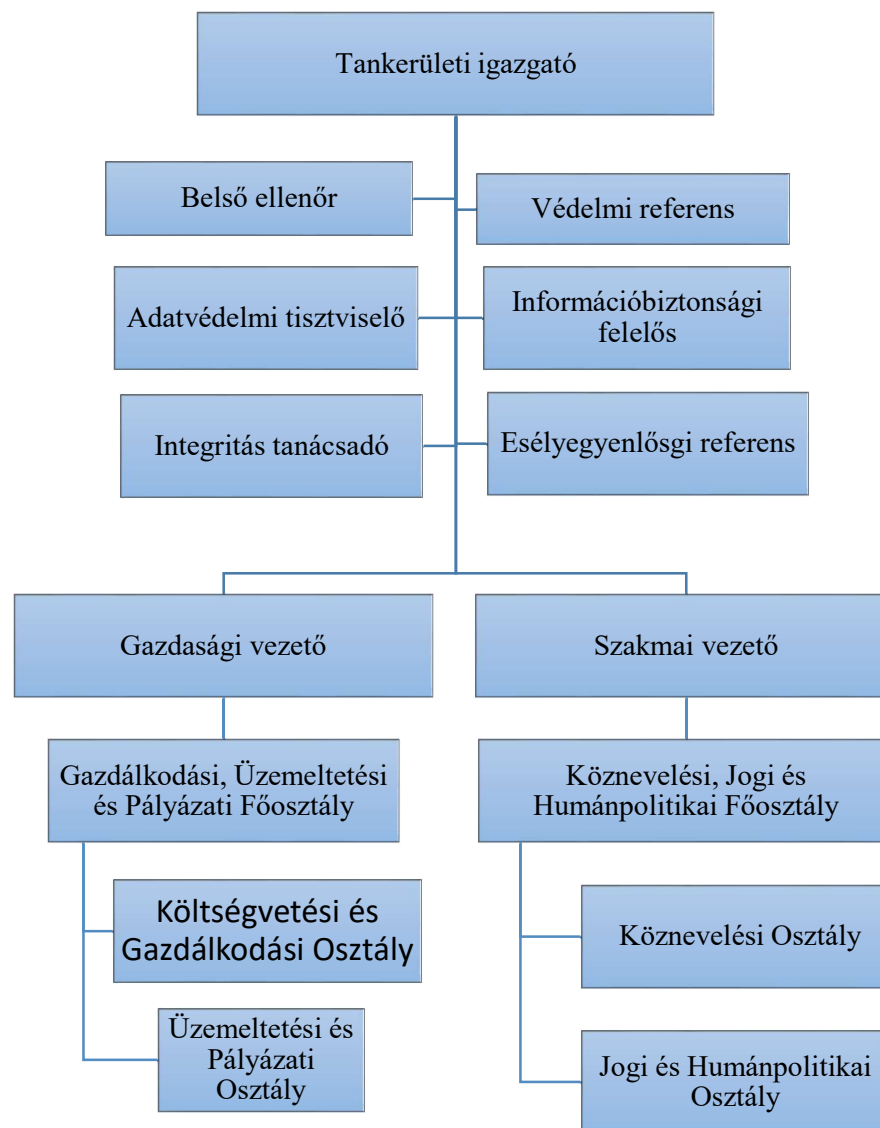 Tankerületi igazgató
Belső ellenőr
Védelmi referens
Adatvédelmi tisztviselő
Információbiztonsági
felelős
Integritás tanácsadó
Esélyegyenlősgi referens
Gazdasági vezető
Szakmai vezető
Gazdálkodási, Üzemeltetési
és Pályázati Főosztály
Köznevelési, Jogi és
Humánpolitikai Főosztály
Költségvetési és
Gazdálkodási Osztály
Köznevelési Osztály
Üzemeltetési és
Pályázati
Osztály
Jogi és Humánpolitikai
Osztály